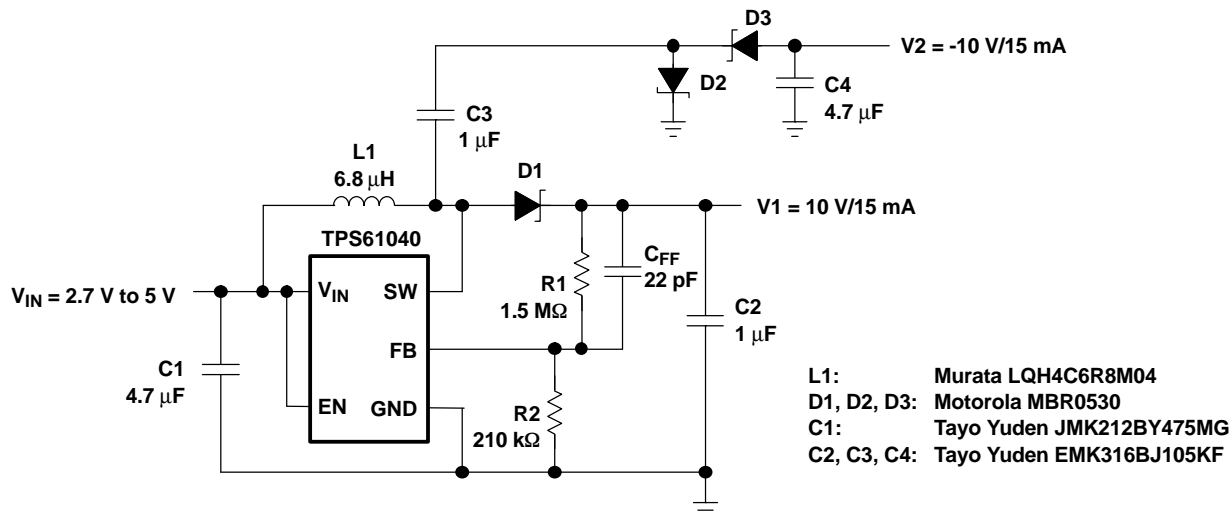 D3
V2 = -10 V/15 mA
D2
C4
4.7 μF
C3
1 μF
L1
6.8 μH
D1
V1 = 10 V/15 mA
TPS61040
VIN = 2.7 V to 5 V
VIN
SW
R1
1.5 MΩ
CFF
22 pF
C2
1 μF
FB
C1
4.7 μF
EN
GND
R2
210 kΩ
L1: Murata LQH4C6R8M04
D1, D2, D3: Motorola MBR0530
C1: Tayo Yuden JMK212BY475MG
C2, C3, C4: Tayo Yuden EMK316BJ105KF